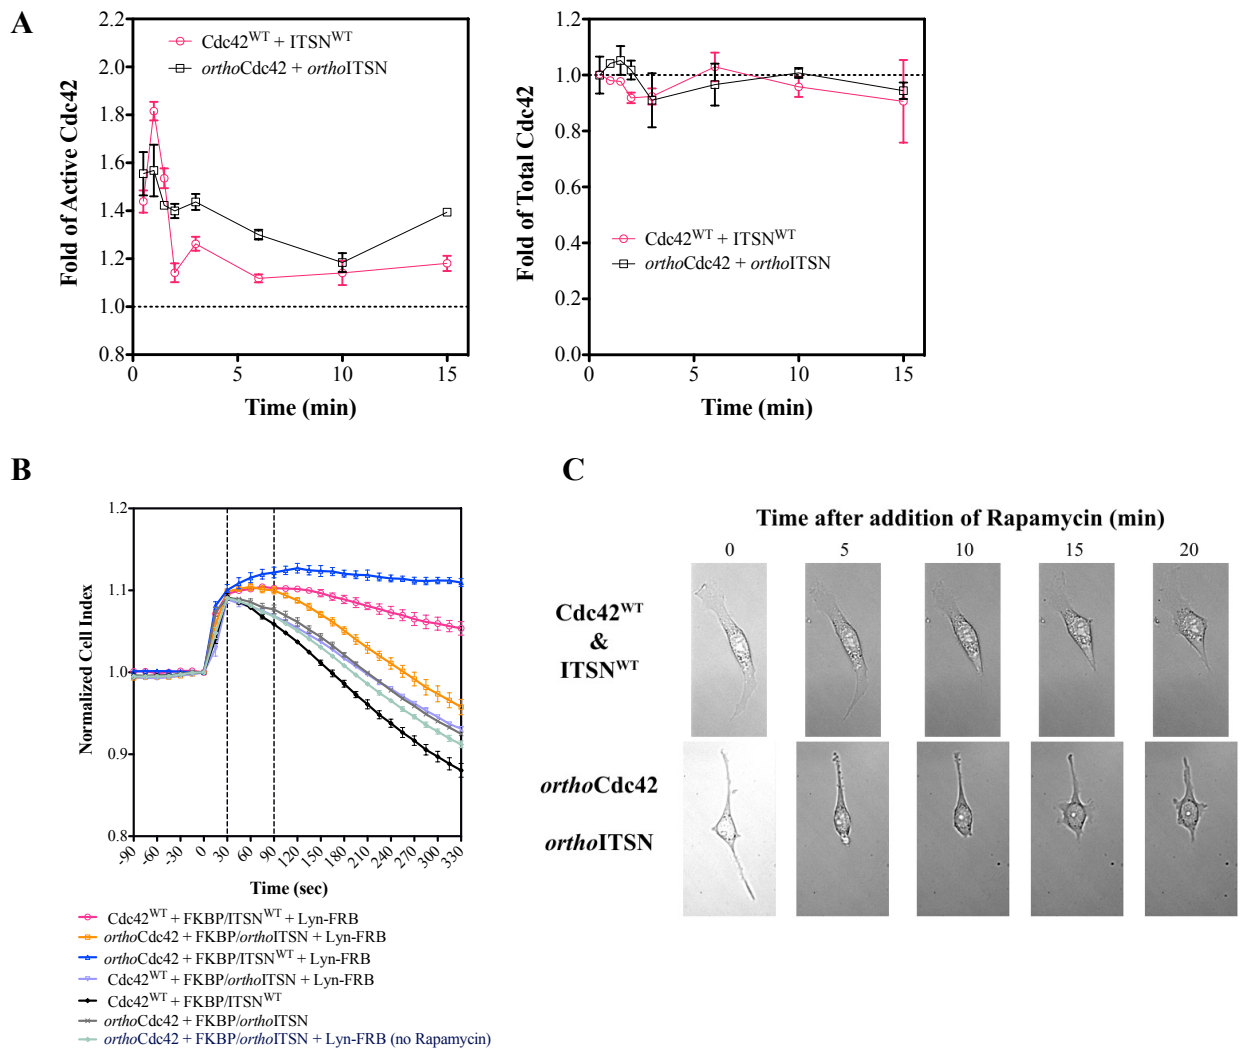 A
Fold of Active Cdc42
2.2
2.0
1.8
1.6
1.4
1.2
1.0
0.8
0
5
10
15
Time (min)
Cdc42WT + ITSNWT
orthoCdc42 + orthoITSN
Fold of Total Cdc42
1.2
1.0
0.8
0.6
0.4
0.2
0.0
0
5
10
15
Time (min)
Cdc42WT + ITSNWT
orthoCdc42 + orthoITSN
B
Normalized Cell Index
1.2
1.1
1.0
0.9
0.8
-90
-60
-30
0
30
60
90
120
150
180
210
240
270
300
330
Time (sec)
Cdc42WT + FKBP/ITSNWT + Lyn-FRB
orthoCdc42 + FKBP/orthoITSN + Lyn-FRB
orthoCdc42 + FKBP/ITSNWT + Lyn-FRB
Cdc42WT + FKBP/orthoITSN + Lyn-FRB
Cdc42WT + FKBP/ITSNWT
orthoCdc42 + FKBP/orthoITSN
orthoCdc42 + FKBP/orthoITSN + Lyn-FRB (no Rapamycin)
C
Time after addition of Rapamycin (min)
0 5 10 15 20
Cdc42WT
&
ITSNWT
orthoCdc42
orthoITSN